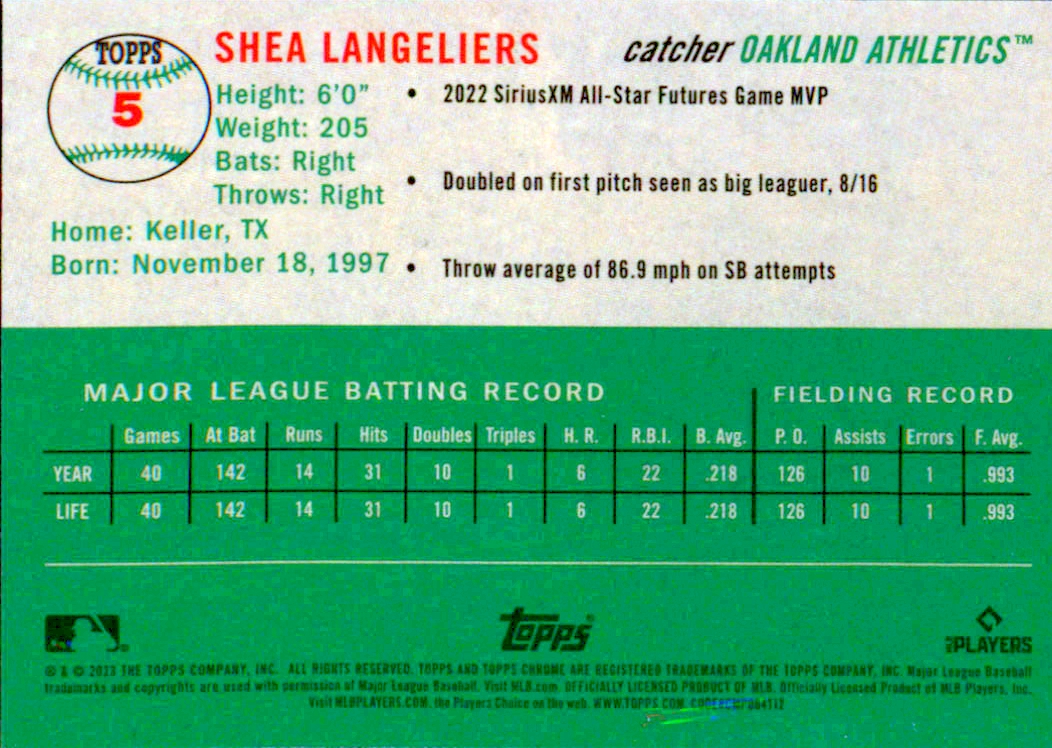 TOPPS
5
SHEA LANGELIERS
catcher OAKLAND ATHLETICS™
Height: 6'0"
Weight: 205
Bats: Right
Throws: Right
Home: Keller, TX
Born: November 18, 1997
• 2022 SiriusXM All-Star Futures Game MVP
• Doubled on first pitch seen as big leaguer, 8/16
• Throw average of 86.9 mph on SB attempts
MAJOR LEAGUE BATTING RECORD FIELDING RECORD
Games At Bat Runs Hits Doubles Triples H. R. R.B.I. B. Avg. P. O. Assists Errors F. Avg.
YEAR 40 142 14 31 10 1 6 22 .218 126 10 1 .993
LIFE 40 142 14 31 10 1 6 22 .218 126 10 1 .993
topps®
PLAYERS
® & © 2023 THE TOPPS COMPANY, INC. ALL RIGHTS RESERVED. TOPPS AND TOPPS CHROME ARE REGISTERED TRADEMARKS OF THE TOPPS COMPANY, INC. Major League Baseball
trademarks and copyrights are used with permission of Major League Baseball. Visit MLB.com. OFFICIALLY LICENSED PRODUCT OF MLB. Officially Licensed Product of MLB Players, Inc.
Visit MLBPLAYERS.COM, the Players Choice on the web. WWW.TOPPS.COM